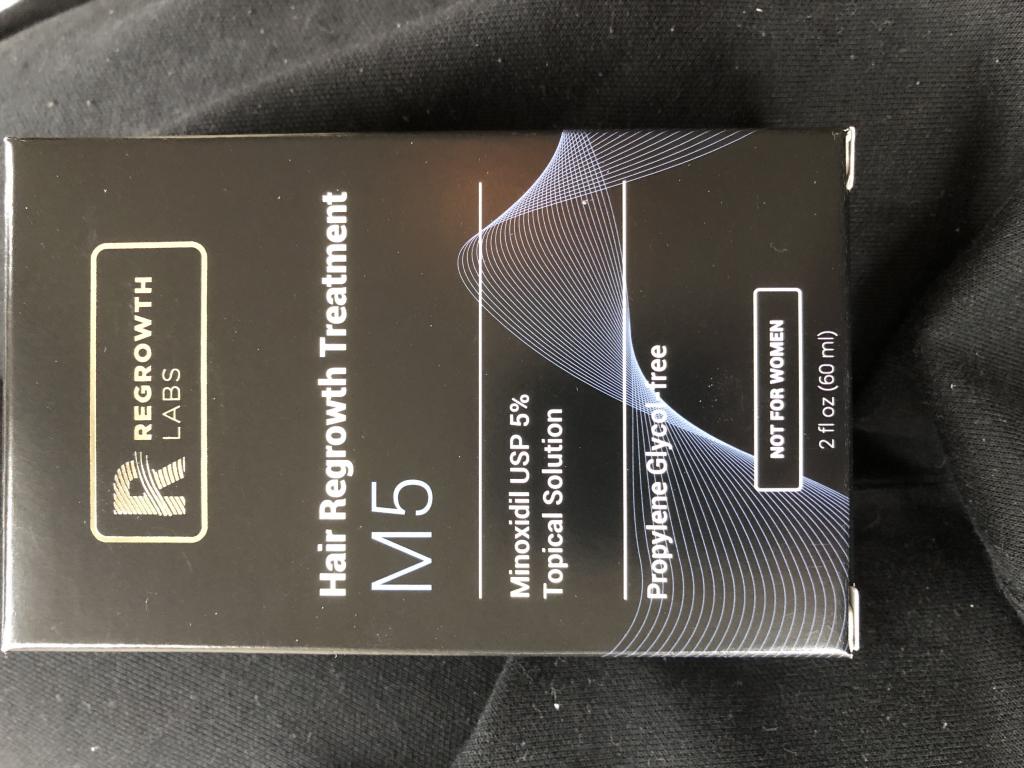 REGROWTH
LABS
Hair Regrowth Treatment
M5
Minoxidil USP 5%
Topical Solution
Propylene Glycol-free
NOT FOR WOMEN
2 fl oz (60 ml)